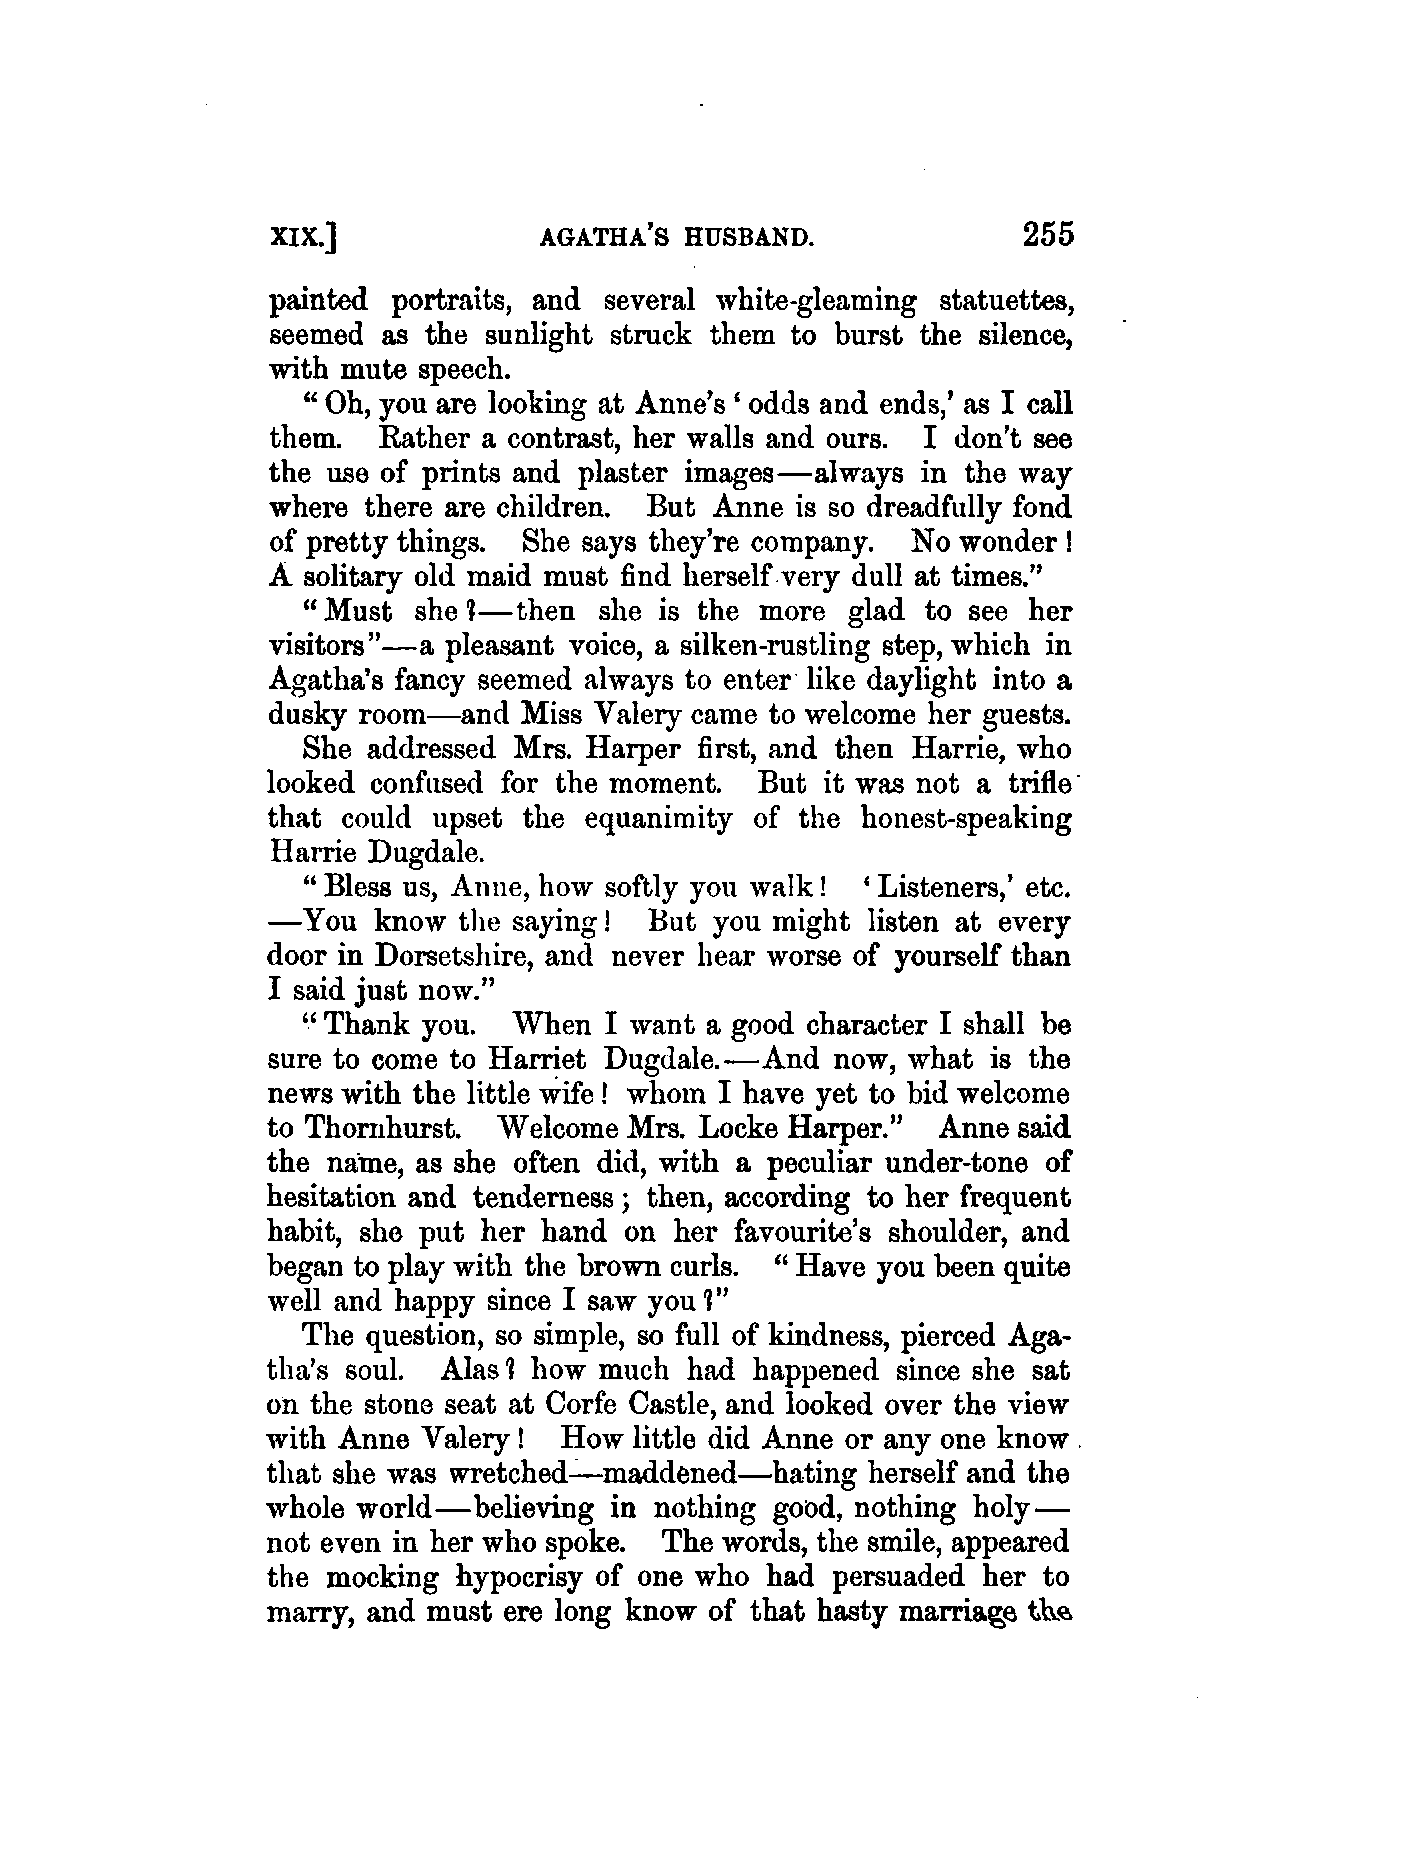 XIX.] AGATHA'S HUSBAND. 255
painted portraits, and several white-gleaming statuettes,
seemed as the sunlight struck them to burst the silence,
with mute speech.
"Oh, you are looking at Anne's 'odds and ends,' as I call
them. Rather a contrast, her walls and ours. I don't see
the use of prints and plaster images—always in the way
where there are children. But Anne is so dreadfully fond
of pretty things. She says they're company. No wonder!
A solitary old maid must find herself very dull at times."
"Must she?—then she is the more glad to see her
visitors"—a pleasant voice, a silken-rustling step, which in
Agatha's fancy seemed always to enter like daylight into a
dusky room—and Miss Valery came to welcome her guests.
She addressed Mrs. Harper first, and then Harrie, who
looked confused for the moment. But it was not a trifle
that could upset the equanimity of the honest-speaking
Harrie Dugdale.
"Bless us, Anne, how softly you walk! 'Listeners,' etc.
—You know the saying! But you might listen at every
door in Dorsetshire, and never hear worse of yourself than
I said just now."
"Thank you. When I want a good character I shall be
sure to come to Harriet Dugdale.—And now, what is the
news with the little wife! whom I have yet to bid welcome
to Thornhurst. Welcome Mrs. Locke Harper." Anne said
the name, as she often did, with a peculiar under-tone of
hesitation and tenderness; then, according to her frequent
habit, she put her hand on her favourite's shoulder, and
began to play with the brown curls. "Have you been quite
well and happy since I saw you?"
The question, so simple, so full of kindness, pierced Aga-
tha's soul. Alas? how much had happened since she sat
on the stone seat at Corfe Castle, and looked over the view
with Anne Valery! How little did Anne or any one know
that she was wretched—maddened—hating herself and the
whole world—believing in nothing good, nothing holy—
not even in her who spoke. The words, the smile, appeared
the mocking hypocrisy of one who had persuaded her to
marry, and must ere long know of that hasty marriage the